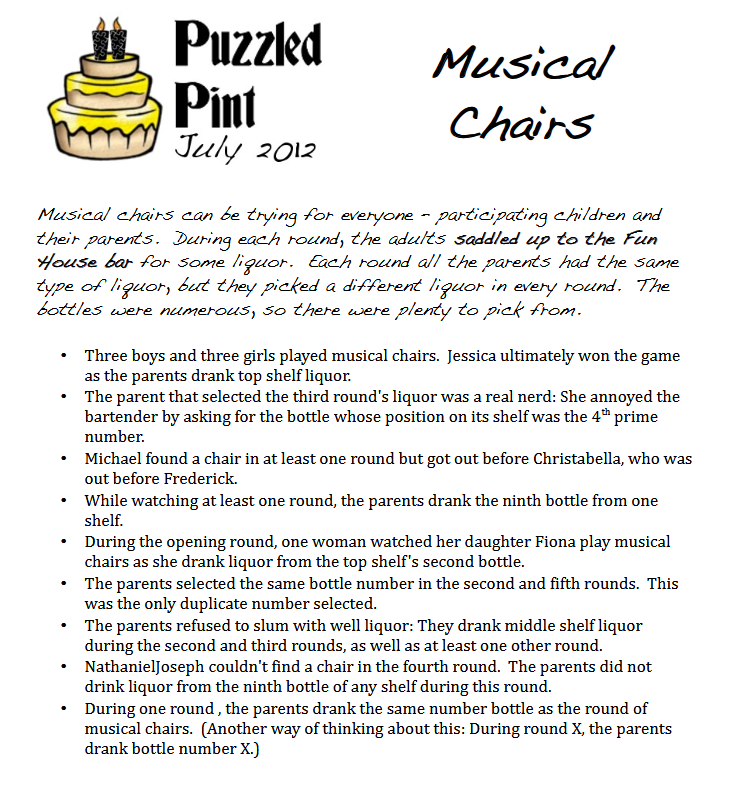 Puzzled
Pint
July 2012
Musical
Chairs
Musical chairs can be trying for everyone - participating children and
their parents. During each round, the adults saddled up to the Fun
House bar for some liquor. Each round all the parents had the same
type of liquor, but they picked a different liquor in every round. The
bottles were numerous, so there were plenty to pick from.
• Three boys and three girls played musical chairs. Jessica ultimately won the game
as the parents drank top shelf liquor.
• The parent that selected the third round's liquor was a real nerd: She annoyed the
bartender by asking for the bottle whose position on its shelf was the 4th prime
number.
• Michael found a chair in at least one round but got out before Christabella, who was
out before Frederick.
• While watching at least one round, the parents drank the ninth bottle from one
shelf.
• During the opening round, one woman watched her daughter Fiona play musical
chairs as she drank liquor from the top shelf's second bottle.
• The parents selected the same bottle number in the second and fifth rounds. This
was the only duplicate number selected.
• The parents refused to slum with well liquor: They drank middle shelf liquor
during the second and third rounds, as well as at least one other round.
• NathanielJoseph couldn't find a chair in the fourth round. The parents did not
drink liquor from the ninth bottle of any shelf during this round.
• During one round , the parents drank the same number bottle as the round of
musical chairs. (Another way of thinking about this: During round X, the parents
drank bottle number X.)